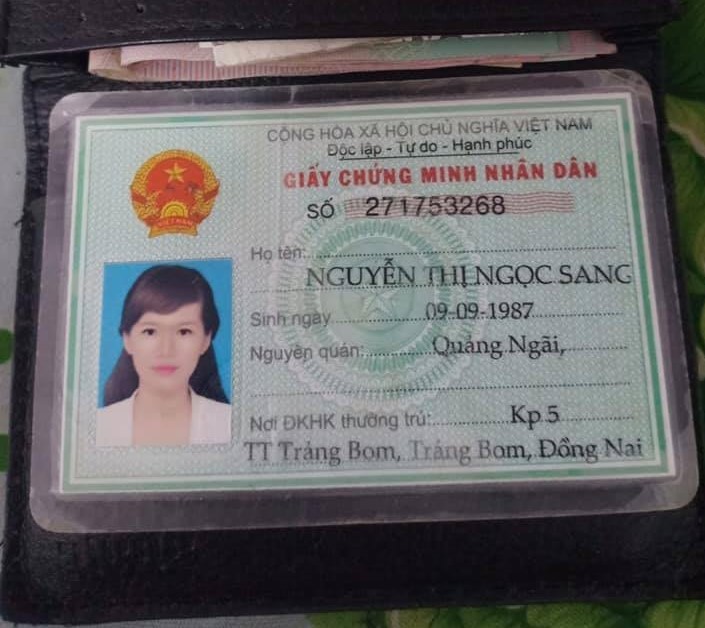 CỘNG HÒA XÃ HỘI CHỦ NGHĨA VIỆT NAM
Độc lập - Tự do - Hạnh phúc
GIẤY CHỨNG MINH NHÂN DÂN
SỐ 271753268
VIỆT NAM
Họ tên:
NGUYỄN THỊ NGỌC SANG
Sinh ngày 09-09-1987
Nguyên quán: Quảng Ngãi,
Nơi ĐKHK thường trú: Kp 5
TT Trảng Bom, Trảng Bom, Đồng Nai